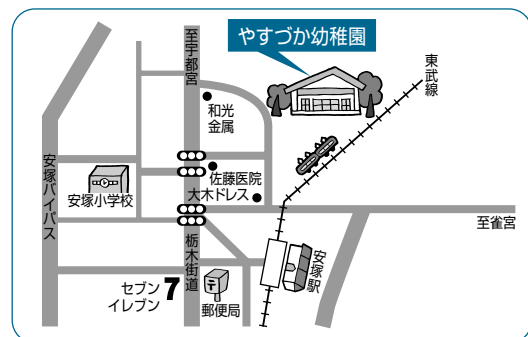 やすづか幼稚園
至宇都宮
東武線
和光
金属
佐藤医院
大木ドレス
安塚小学校
安塚バイパス
至雀宮
栃木街道
安塚駅
セブン
イレブン
7
〒
郵便局